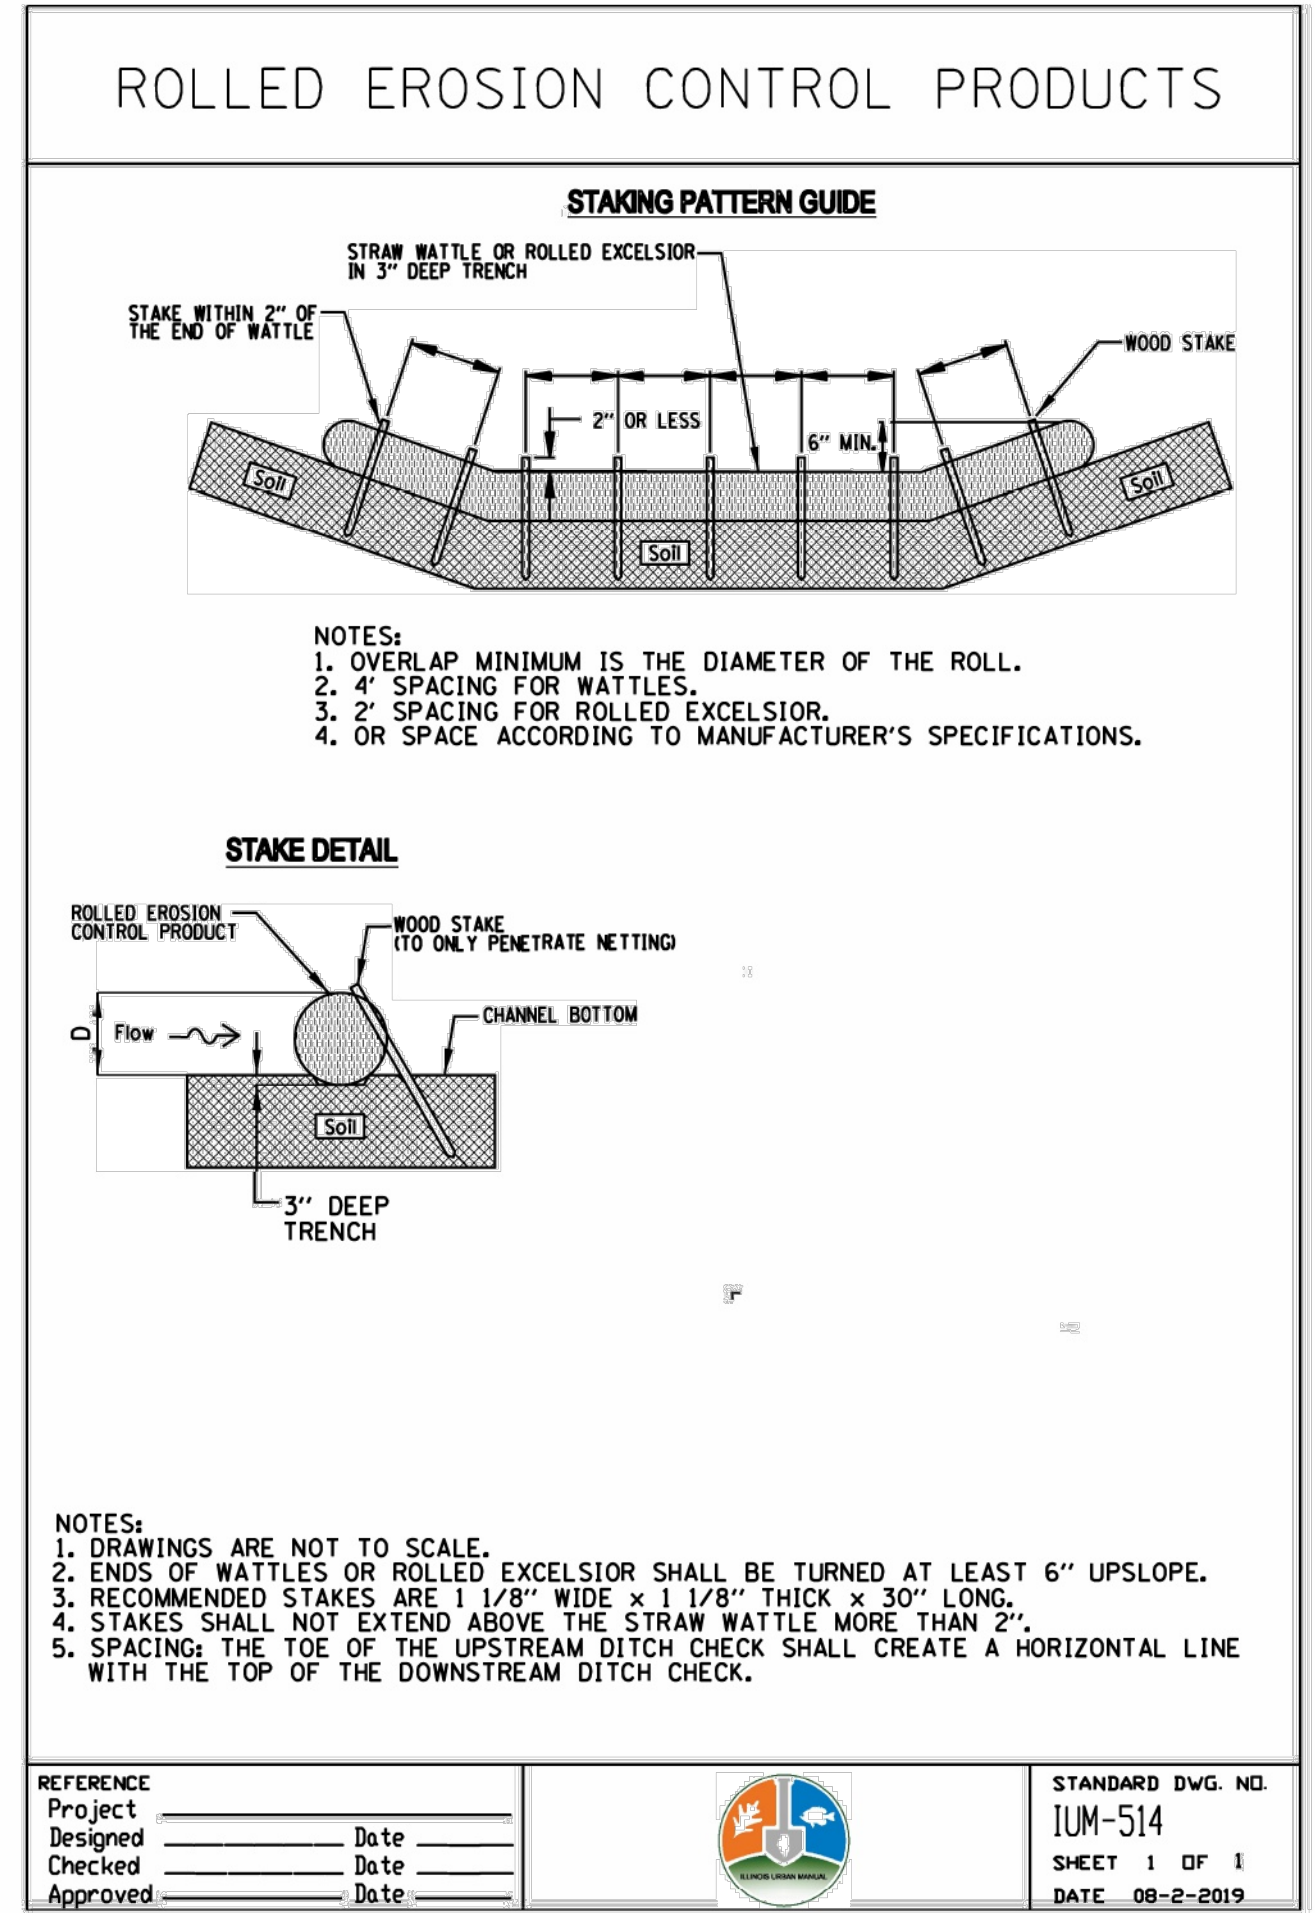 ROLLED EROSION CONTROL PRODUCTS
STAKING PATTERN GUIDE
STRAW WATTLE OR ROLLED EXCELSIOR
IN 3" DEEP TRENCH
STAKE WITHIN 2" OF
THE END OF WATTLE
WOOD STAKE
2" OR LESS
6" MIN.
Soil
Soil
Soil
NOTES:
1. OVERLAP MINIMUM IS THE DIAMETER OF THE ROLL.
2. 4' SPACING FOR WATTLES.
3. 2' SPACING FOR ROLLED EXCELSIOR.
4. OR SPACE ACCORDING TO MANUFACTURER'S SPECIFICATIONS.
STAKE DETAIL
ROLLED EROSION
CONTROL PRODUCT
WOOD STAKE
(TO ONLY PENETRATE NETTING)
CHANNEL BOTTOM
D
Flow
Soil
3" DEEP
TRENCH
NOTES:
1. DRAWINGS ARE NOT TO SCALE.
2. ENDS OF WATTLES OR ROLLED EXCELSIOR SHALL BE TURNED AT LEAST 6" UPSLOPE.
3. RECOMMENDED STAKES ARE 1 1/8" WIDE x 1 1/8" THICK x 30" LONG.
4. STAKES SHALL NOT EXTEND ABOVE THE STRAW WATTLE MORE THAN 2".
5. SPACING: THE TOE OF THE UPSTREAM DITCH CHECK SHALL CREATE A HORIZONTAL LINE
WITH THE TOP OF THE DOWNSTREAM DITCH CHECK.
REFERENCE
Project
Designed Date
Checked Date
Approved Date
ILLINOIS URBAN MANUAL
STANDARD DWG. NO.
IUM-514
SHEET 1 OF 1
DATE 08-2-2019